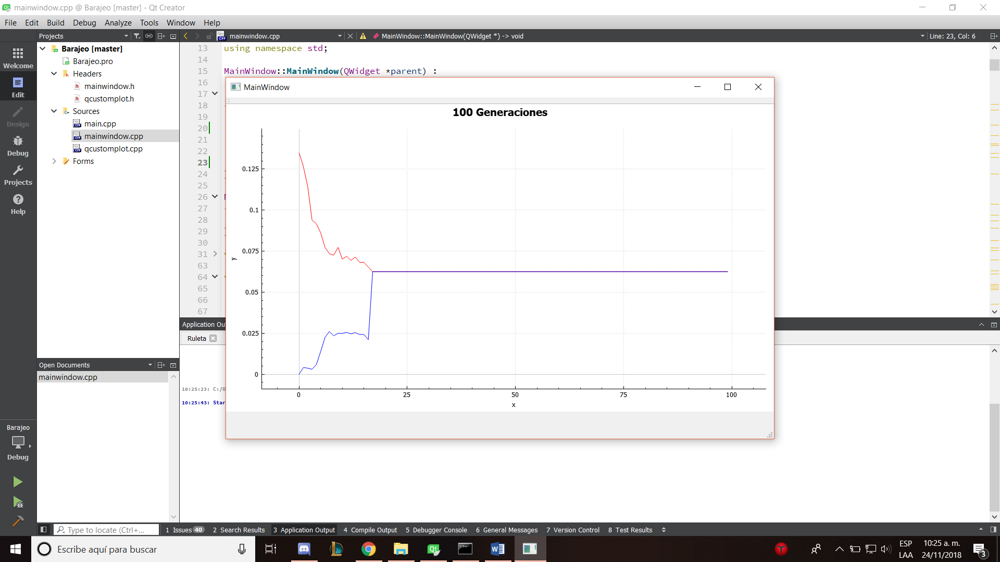 mainwindow.cpp @ Barajeo [master] - Qt Creator
File Edit Build Debug Analyze Tools Window Help
Projects
mainwindow.cpp
MainWindow::MainWindow(QWidget *) -> void
Line: 23, Col: 6
Welcome
Edit
Design
Debug
Projects
Help
Barajeo [master]
Barajeo.pro
Headers
mainwindow.h
qcustomplot.h
Sources
main.cpp
mainwindow.cpp
qcustomplot.cpp
Forms
13 using namespace std;
14
15 MainWindow::MainWindow(QWidget *parent) :
16
17
18
19
20
21
22
23
24
25
26
27
28
29
30
31
63
64
65
66
67
MainWindow
100 Generaciones
0.125
0.1
0.075
0.05
0.025
0
y
0 25 50 75 100
x
Application Ou
Ruleta
10:25:23: C:/U
10:25:43: Star
Open Documents
mainwindow.cpp
Barajeo
Debug
Type to locate (Ctrl+...
1 Issues 40 2 Search Results 3 Application Output 4 Compile Output 5 Debugger Console 6 General Messages 7 Version Control 8 Test Results
Escribe aquí para buscar
ESP
LAA
10:25 a. m.
24/11/2018
3